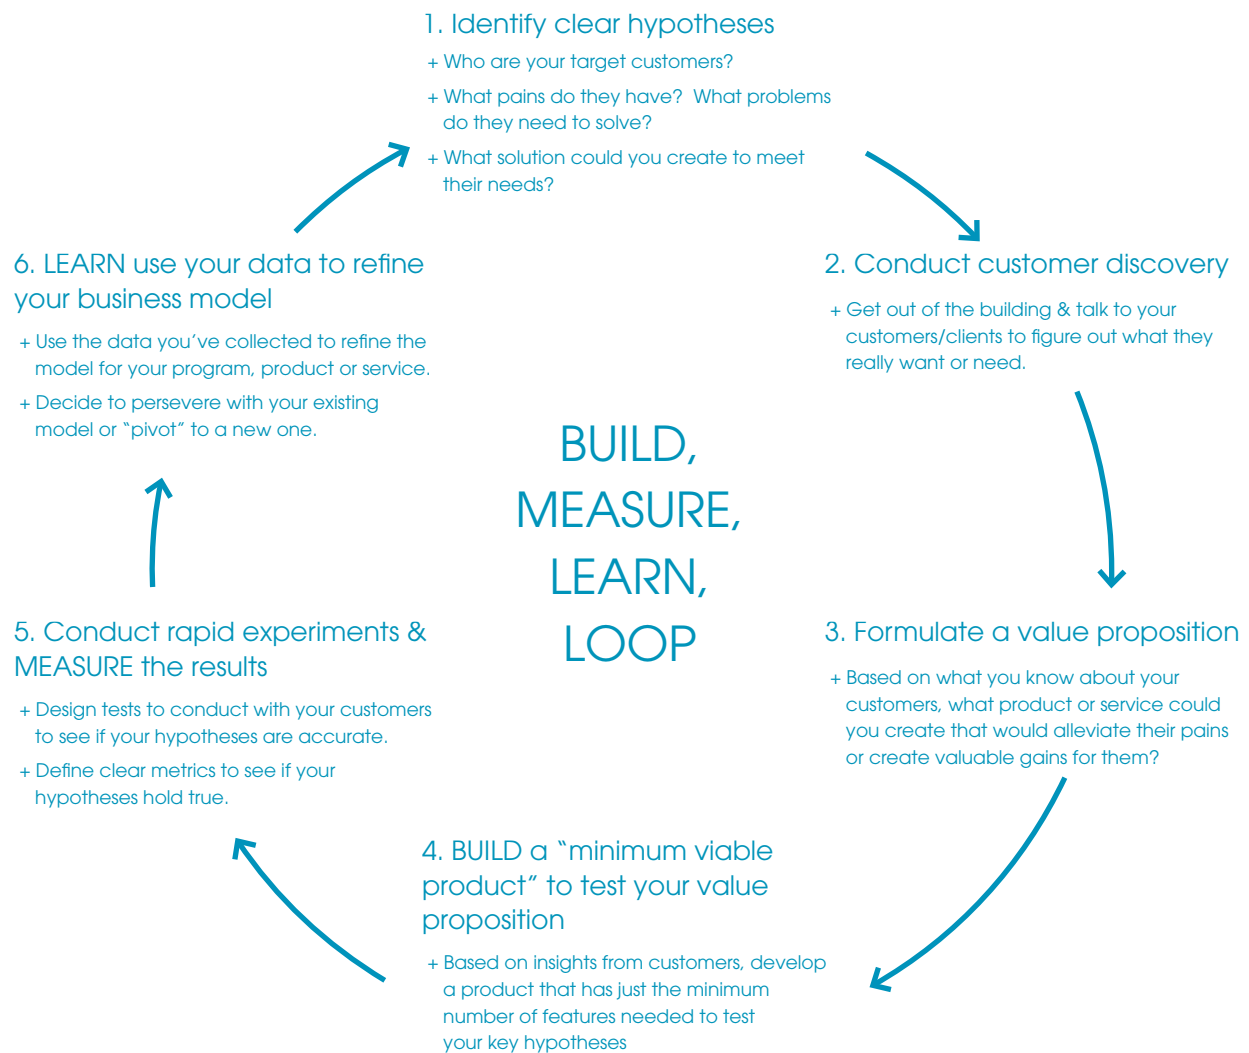 1. Identify clear hypotheses
+ Who are your target customers?
+ What pains do they have?  What problems
do they need to solve?
+ What solution could you create to meet
their needs?
2. Conduct customer discovery
+ Get out of the building & talk to your
customers/clients to figure out what they
really want or need.
3. Formulate a value proposition
+ Based on what you know about your
customers, what product or service could
you create that would alleviate their pains
or create valuable gains for them?
4. BUILD a “minimum viable
product” to test your value
proposition
+ Based on insights from customers, develop
a product that has just the minimum
number of features needed to test
your key hypotheses
5. Conduct rapid experiments &
MEASURE the results
+ Design tests to conduct with your customers
to see if your hypotheses are accurate.
+ Define clear metrics to see if your
hypotheses hold true.
6. LEARN use your data to refine
your business model
+ Use the data you’ve collected to refine the
model for your program, product or service.
+ Decide to persevere with your existing
model or “pivot” to a new one.
BUILD,
MEASURE,
LEARN,
LOOP